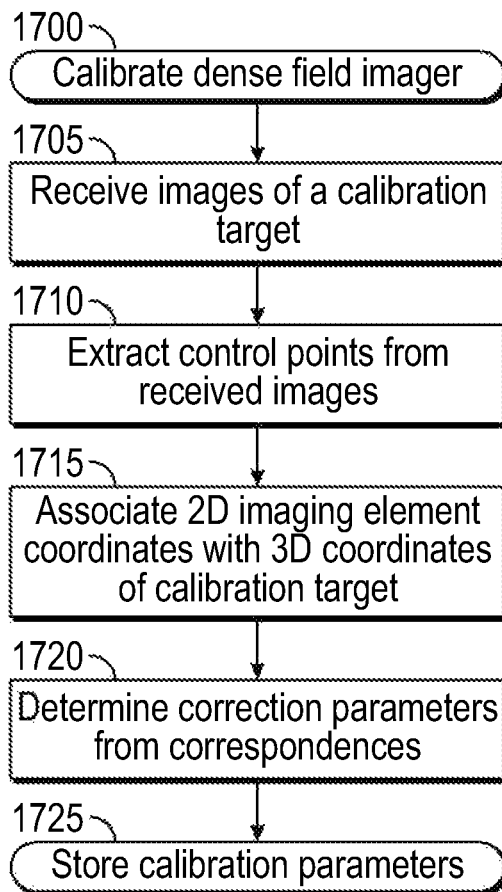 1700
Calibrate dense field imager
1705
Receive images of a calibration
target
1710
Extract control points from
received images
1715
Associate 2D imaging element
coordinates with 3D coordinates
of calibration target
1720
Determine correction parameters
from correspondences
1725
Store calibration parameters